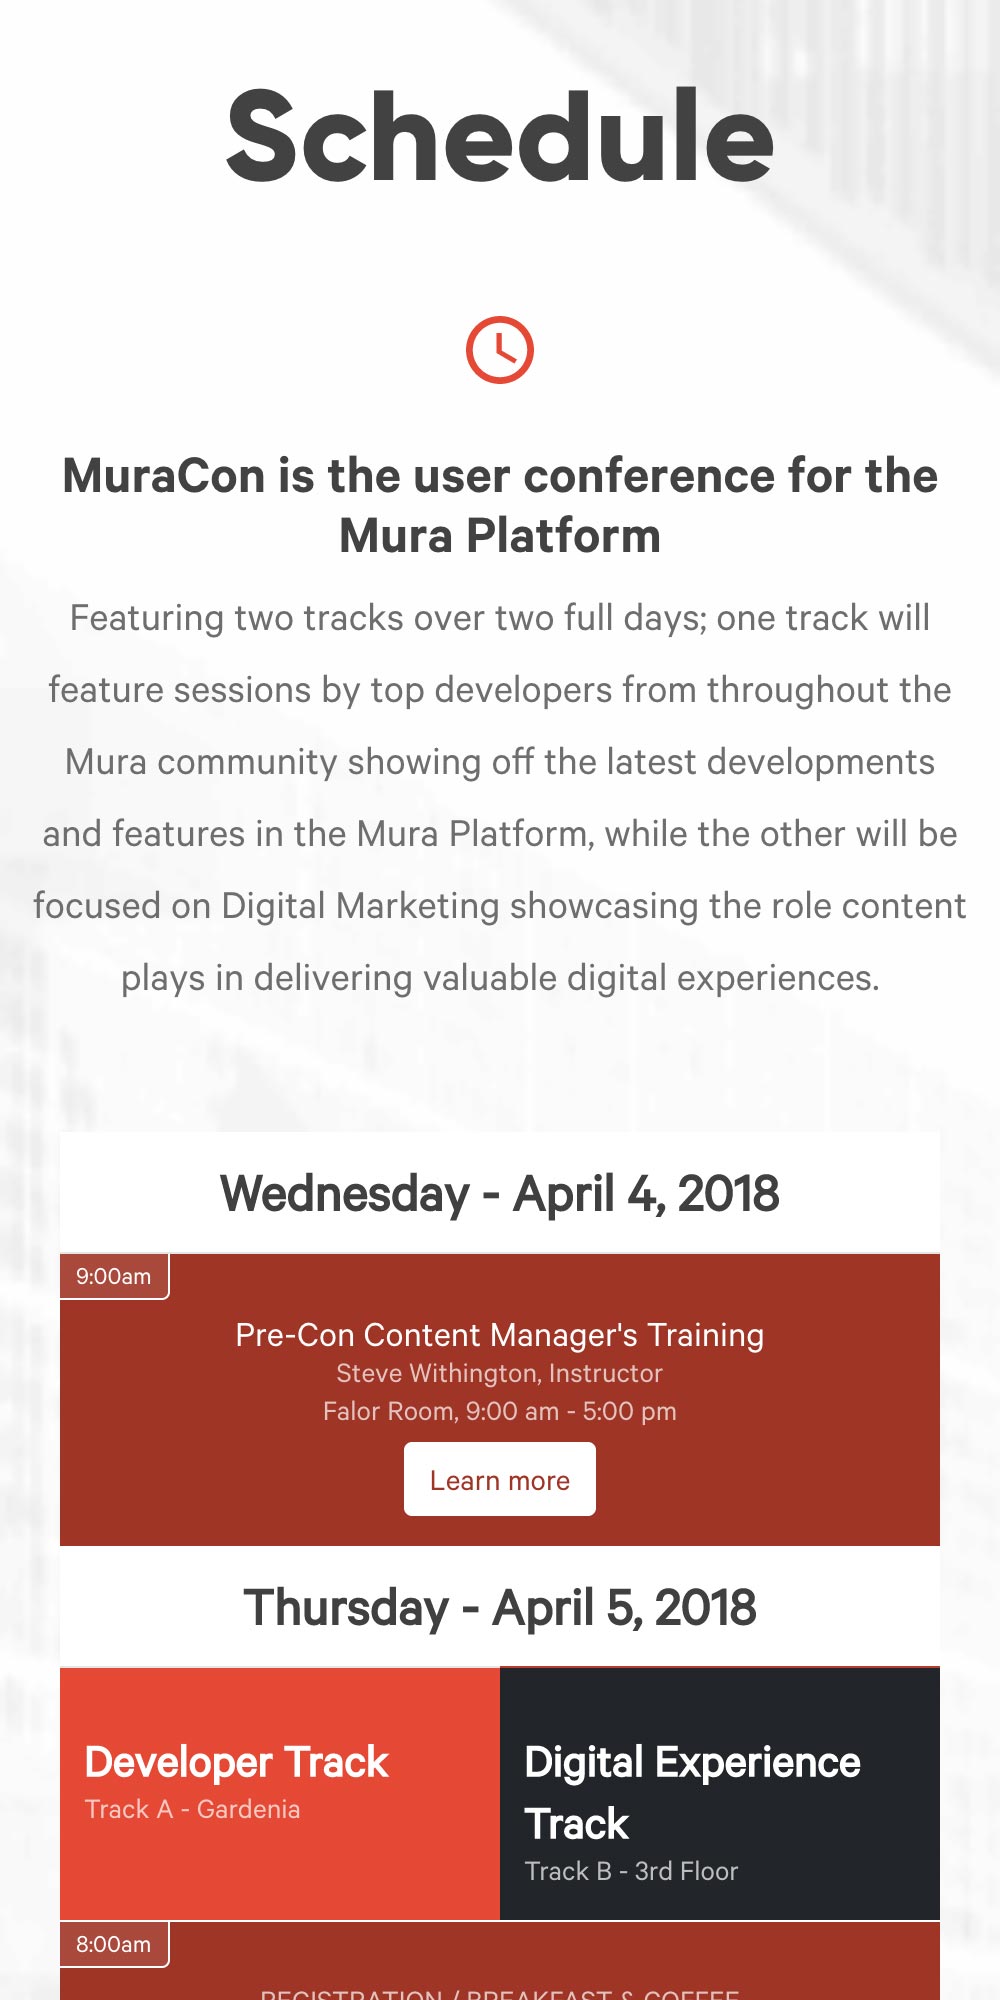 Schedule
MuraCon is the user conference for the
Mura Platform
Featuring two tracks over two full days; one track will
feature sessions by top developers from throughout the
Mura community showing off the latest developments
and features in the Mura Platform, while the other will be
focused on Digital Marketing showcasing the role content
plays in delivering valuable digital experiences.
Wednesday - April 4, 2018
9:00am
Pre-Con Content Manager's Training
Steve Withington, Instructor
Falor Room, 9:00 am - 5:00 pm
Learn more
Thursday - April 5, 2018
Developer Track
Track A - Gardenia
Digital Experience
Track
Track B - 3rd Floor
8:00am
REGISTRATION / BREAKFAST & COFFEE